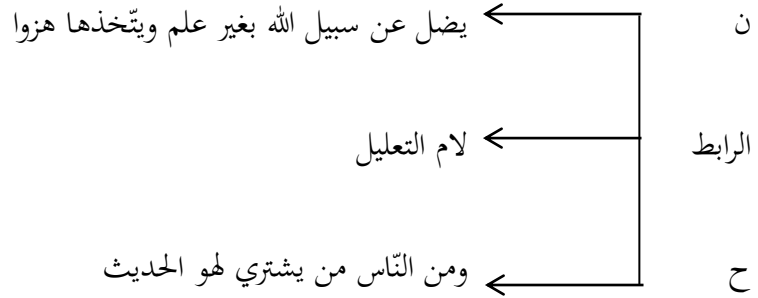 ن يضل عن سبيل الله بغير علم ويتّخذها هزوا
الرابط لام التعليل
ح ومن النّاس من يشتري لهو الحديث